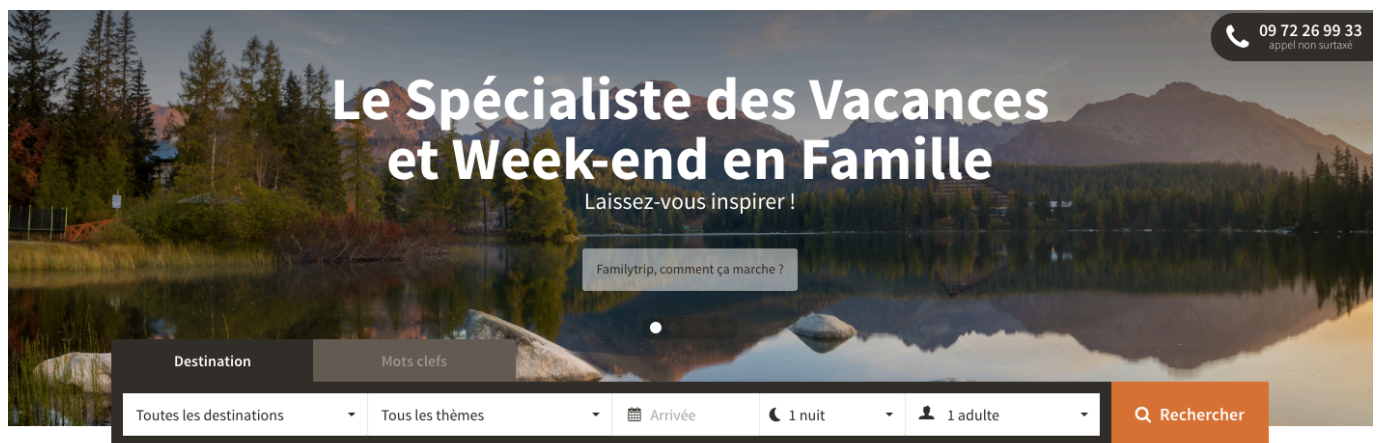 09 72 26 99 33
appel non surtaxé
Le Spécialiste des Vacances
et Week-end en Famille
Laissez-vous inspirer !
Familytrip, comment ça marche ?
Destination
Mots clefs
Toutes les destinations
Tous les thèmes
Arrivée
1 nuit
1 adulte
Rechercher